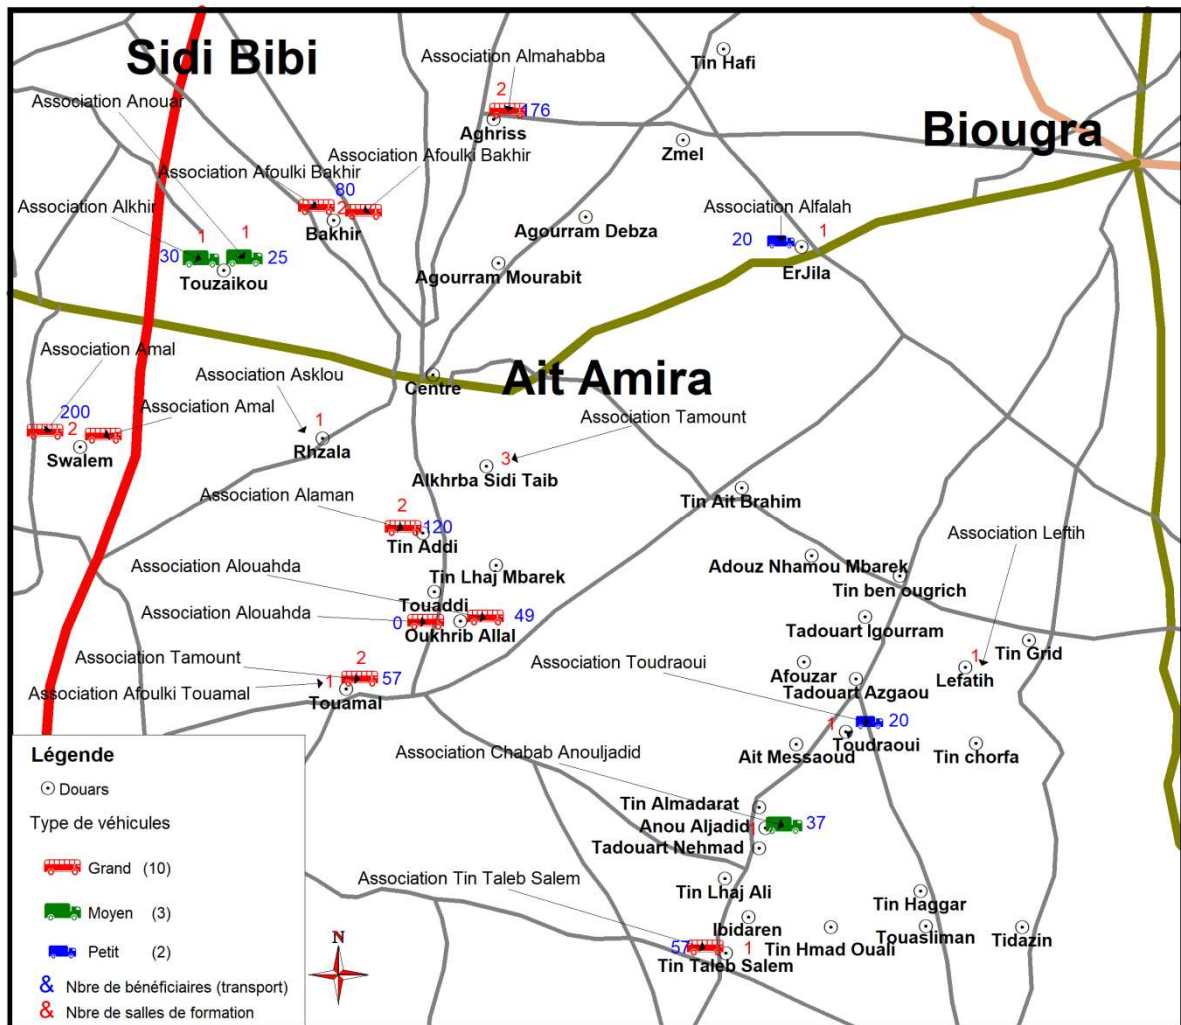 Sidi Bibi
Association Almahabba
Tin Hafi
Association Anouar
2
176
Aghriss
Biougra
Association Afoulki Bakhir
Zmel
Association Afoulki Bakhir
80
Association Alkhir
2
Bakhir
Association Alfalah
1
1
Agourram Debza
20
1
30
25
ErJila
Touzaikou
Agourram Mourabit
Association Amal
Association Asklou
Centre
Ait Amira
Association Amal
200
2
1
Association Tamount
Swalem
Rhzala
3
Alkhrba Sidi Taib
Association Alaman
2
Tin Ait Brahim
120
Tin Addi
Association Leftih
Association Alouahda
Tin Lhaj Mbarek
Adouz Nhamou Mbarek
Tin ben ougrich
Touaddi
Association Alouahda
0
49
Oukhrib Allal
Tadouart Igourram
Association Tamount
2
Association Toudraoui
1
Tin Grid
Association Afoulki Touamal
1
57
Afouzar
Lefatih
Touamal
Tadouart Azgaou
20
1
Toudraoui
Association Chabab Anouljadid
Ait Messaoud
Tin chorfa
Tin Almadarat
37
Anou Aljadid
1
Tadouart Nehmad
Association Tin Taleb Salem
Tin Lhaj Ali
Tin Haggar
Ibidaren
57
1
Tin Hmad Ouali
Touasliman
Tidazin
Tin Taleb Salem
Légende
Douars
Type de véhicules
Grand (10)
Moyen (3)
Petit (2)
& Nbre de bénéficiaires (transport)
& Nbre de salles de formation
N